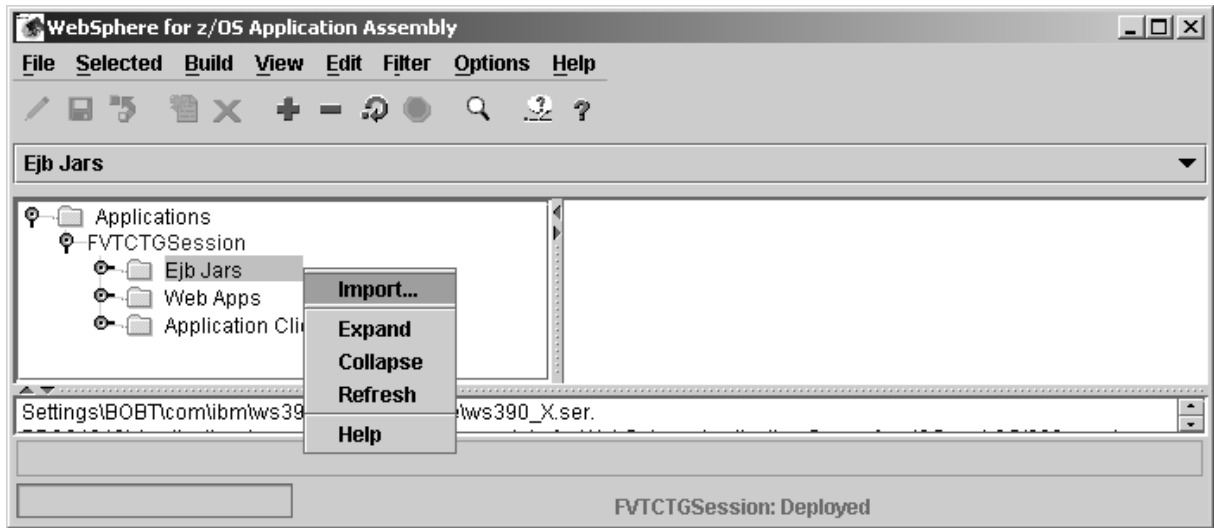 WebSphere for z/OS Application Assembly
File Selected Build View Edit Filter Options Help
Ejb Jars
Applications
FVTCTGSession
Ejb Jars
Web Apps
Application Cli
Import...
Expand
Collapse
Refresh
Help
Settings\BOBT\com\ibm\ws39 \ws390_X.ser.
FVTCTGSession: Deployed